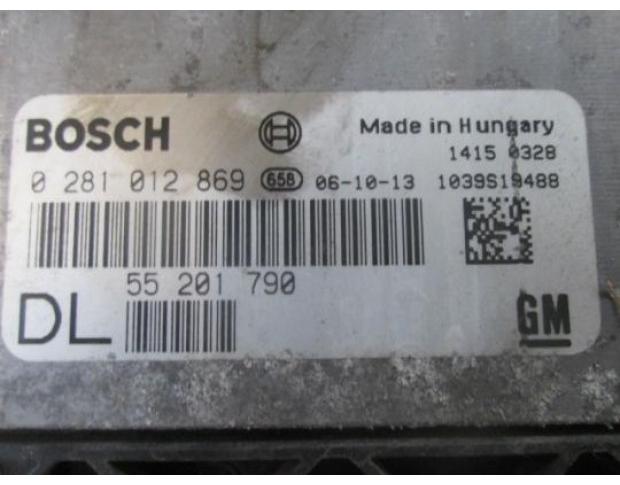 BOSCH
Made in Hungary
1415 0328
0 281 012 869 658 06-10-13 1039S19488
55 201 790
DL
GM